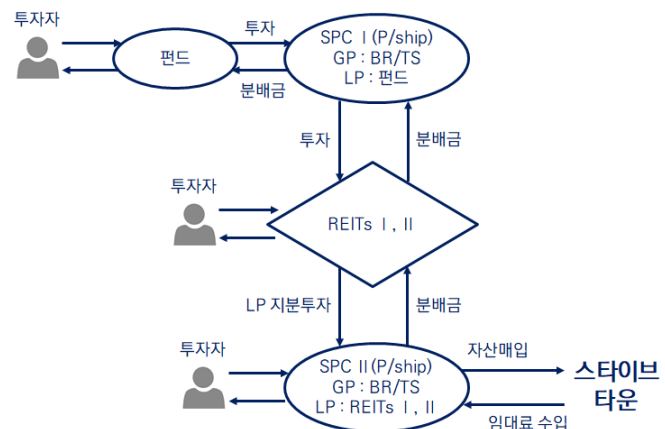 투자자
펀드
투자
분배금
SPC Ⅰ(P/ship)
GP : BR/TS
LP : 펀드
투자
분배금
투자자
REITs Ⅰ, Ⅱ
LP 지분투자
분배금
투자자
SPC Ⅱ(P/ship)
GP : BR/TS
LP : REITs Ⅰ, Ⅱ
자산매입
임대료 수입
스타이브
타운